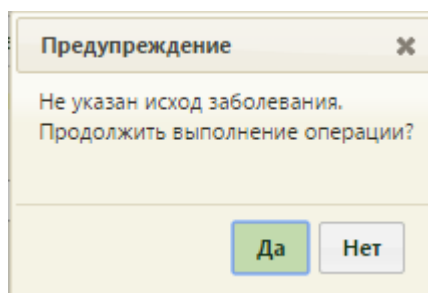 Предупреждение
Не указан исход заболевания.
Продолжить выполнение операции?
Да Нет